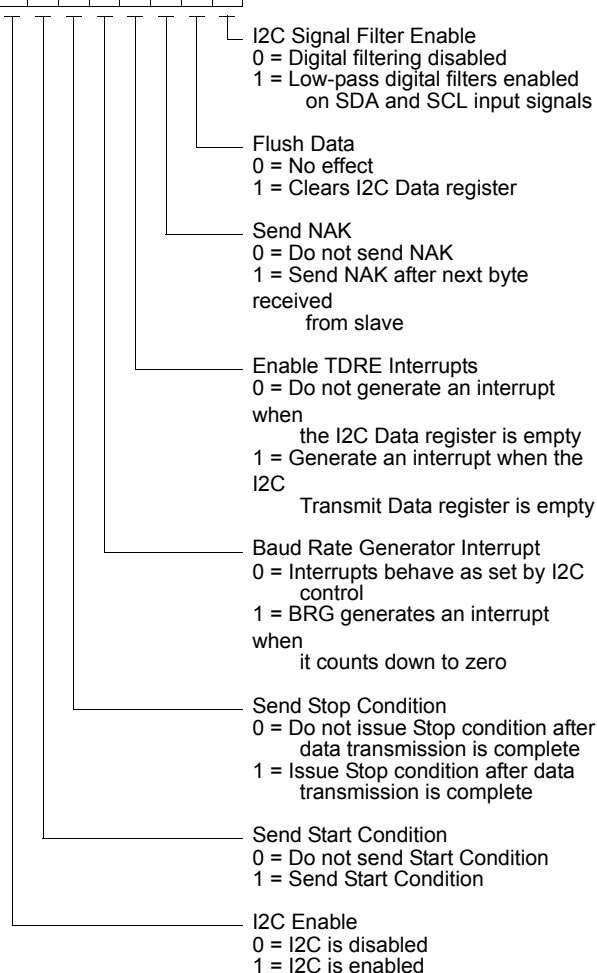 I2C Signal Filter Enable
0 = Digital filtering disabled
1 = Low-pass digital filters enabled
on SDA and SCL input signals
Flush Data
0 = No effect
1 = Clears I2C Data register
Send NAK
0 = Do not send NAK
1 = Send NAK after next byte
received
from slave
Enable TDRE Interrupts
0 = Do not generate an interrupt
when
the I2C Data register is empty
1 = Generate an interrupt when the
I2C
Transmit Data register is empty
Baud Rate Generator Interrupt
0 = Interrupts behave as set by I2C
control
1 = BRG generates an interrupt
when
it counts down to zero
Send Stop Condition
0 = Do not issue Stop condition after
data transmission is complete
1 = Issue Stop condition after data
transmission is complete
Send Start Condition
0 = Do not send Start Condition
1 = Send Start Condition
I2C Enable
0 = I2C is disabled
1 = I2C is enabled